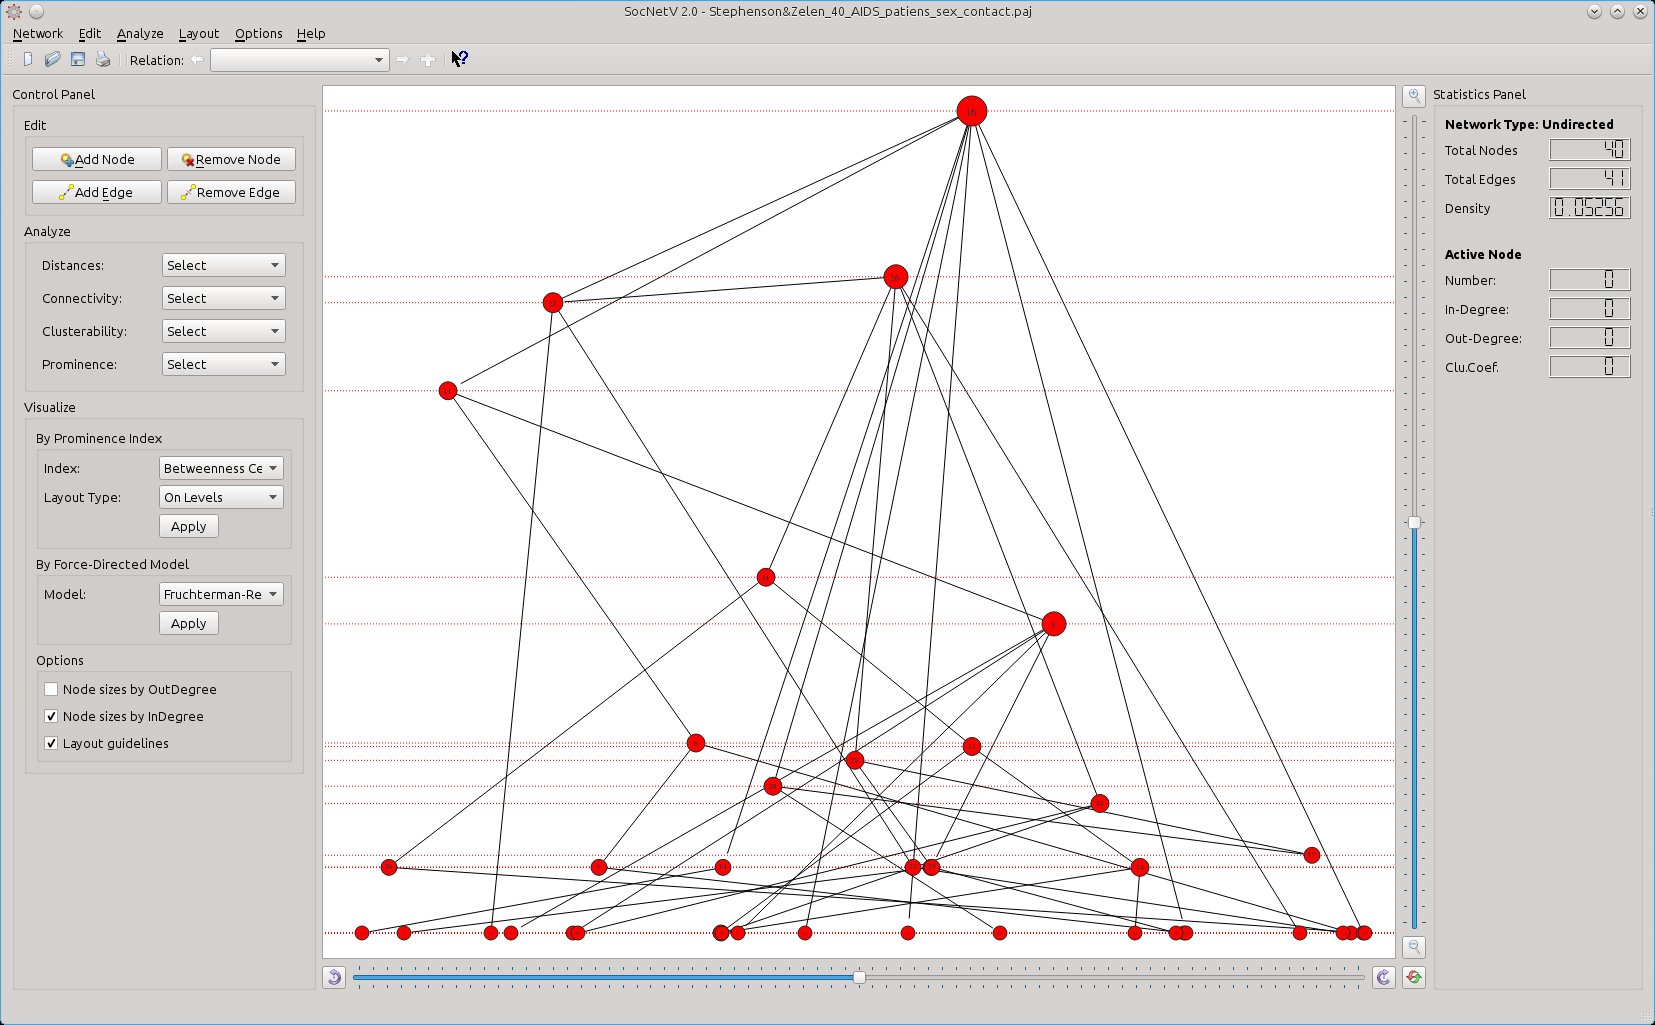 SocNetV 2.0 - Stephenson&Zelen_40_AIDS_patiens_sex_contact.paj
Network Edit Analyze Layout Options Help
Relation:
Control Panel
Edit
Add Node Remove Node
Add Edge Remove Edge
Analyze
Distances: Select
Connectivity: Select
Clusterability: Select
Prominence: Select
Visualize
By Prominence Index
Index: Betweenness Ce
Layout Type: On Levels
Apply
By Force-Directed Model
Model: Fruchterman-Re
Apply
Options
Node sizes by OutDegree
Node sizes by InDegree
Layout guidelines
16
Statistics Panel
Network Type: Undirected
Total Nodes 40
Total Edges 41
Density 0.05256
Active Node
Number: 0
In-Degree: 0
Out-Degree: 0
Clu.Coef. 0